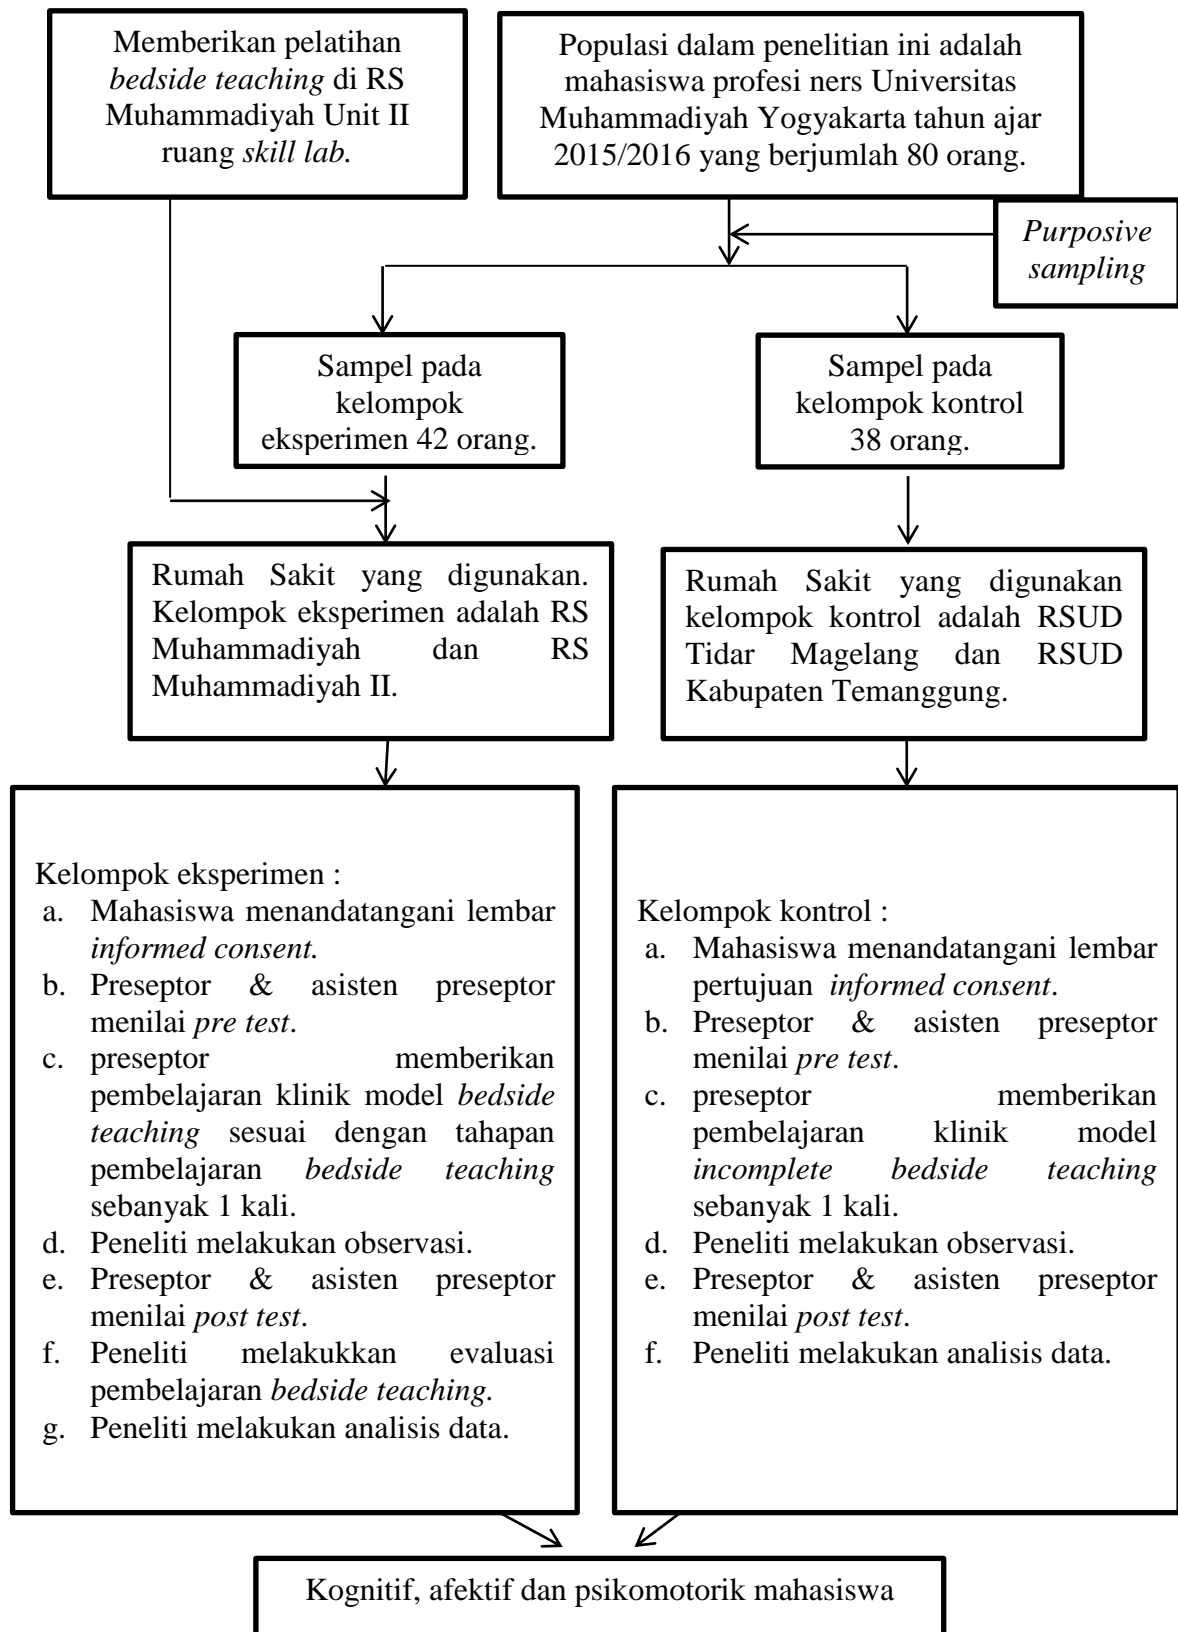 Memberikan pelatihan
bedside teaching di RS
Muhammadiyah Unit II
ruang skill lab.
Populasi dalam penelitian ini adalah
mahasiswa profesi ners Universitas
Muhammadiyah Yogyakarta tahun ajar
2015/2016 yang berjumlah 80 orang.
Purposive
sampling
Sampel pada
kelompok
eksperimen 42 orang.
Sampel pada
kelompok kontrol
38 orang.
Rumah Sakit yang digunakan.
Kelompok eksperimen adalah RS
Muhammadiyah dan RS
Muhammadiyah II.
Rumah Sakit yang digunakan
kelompok kontrol adalah RSUD
Tidar Magelang dan RSUD
Kabupaten Temanggung.
Kelompok eksperimen :
a. Mahasiswa menandatangani lembar
informed consent.
b. Preseptor & asisten preseptor
menilai pre test.
c. preseptor memberikan
pembelajaran klinik model bedside
teaching sesuai dengan tahapan
pembelajaran bedside teaching
sebanyak 1 kali.
d. Peneliti melakukan observasi.
e. Preseptor & asisten preseptor
menilai post test.
f. Peneliti melakukkan evaluasi
pembelajaran bedside teaching.
g. Peneliti melakukan analisis data.
Kelompok kontrol :
a. Mahasiswa menandatangani lembar
pertujuan informed consent.
b. Preseptor & asisten preseptor
menilai pre test.
c. preseptor memberikan
pembelajaran klinik model
incomplete bedside teaching
sebanyak 1 kali.
d. Peneliti melakukan observasi.
e. Preseptor & asisten preseptor
menilai post test.
f. Peneliti melakukan analisis data.
Kognitif, afektif dan psikomotorik mahasiswa